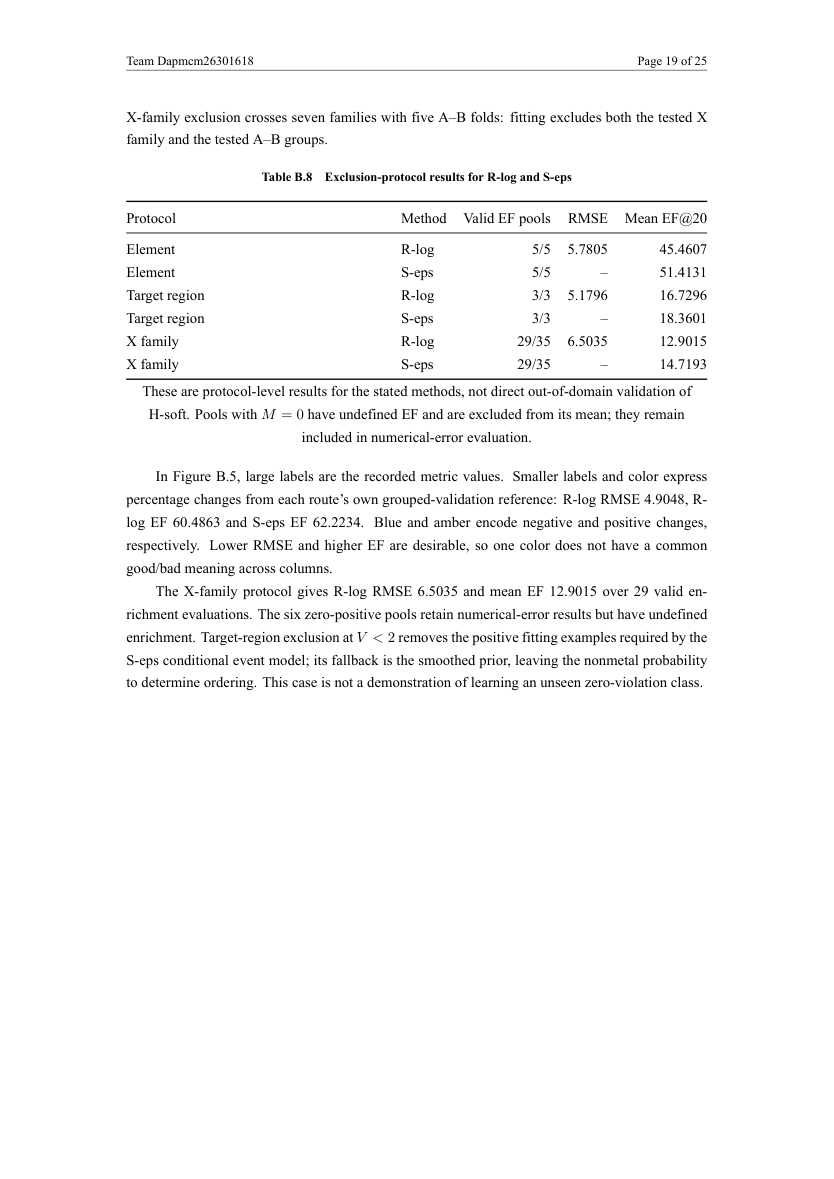 Team Dapmcm26301618 Page 19 of 25
X-family exclusion crosses seven families with five A–B folds: fitting excludes both the tested X
family and the tested A–B groups.
Table B.8 Exclusion-protocol results for R-log and S-eps
Protocol Method Valid EF pools RMSE Mean EF@20
Element R-log 5/5 5.7805 45.4607
Element S-eps 5/5 – 51.4131
Target region R-log 3/3 5.1796 16.7296
Target region S-eps 3/3 – 18.3601
X family R-log 29/35 6.5035 12.9015
X family S-eps 29/35 – 14.7193
These are protocol-level results for the stated methods, not direct out-of-domain validation of
H-soft. Pools with M = 0 have undefined EF and are excluded from its mean; they remain
included in numerical-error evaluation.
In Figure B.5, large labels are the recorded metric values. Smaller labels and color express
percentage changes from each route’s own grouped-validation reference: R-log RMSE 4.9048, R-
log EF 60.4863 and S-eps EF 62.2234. Blue and amber encode negative and positive changes,
respectively. Lower RMSE and higher EF are desirable, so one color does not have a common
good/bad meaning across columns.
The X-family protocol gives R-log RMSE 6.5035 and mean EF 12.9015 over 29 valid en-
richment evaluations. The six zero-positive pools retain numerical-error results but have undefined
enrichment. Target-region exclusion at V < 2 removes the positive fitting examples required by the
S-eps conditional event model; its fallback is the smoothed prior, leaving the nonmetal probability
to determine ordering. This case is not a demonstration of learning an unseen zero-violation class.